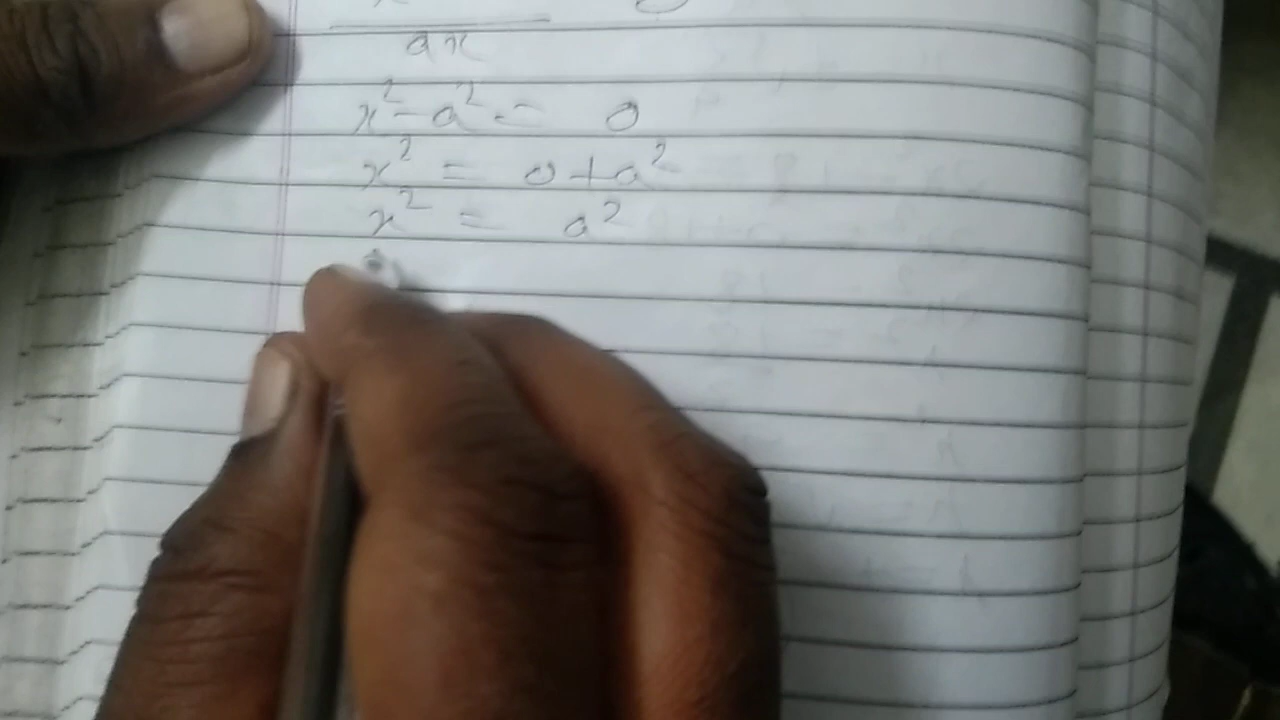 ax
x² - a² = 0
x² = 0 + a²
x² = a²